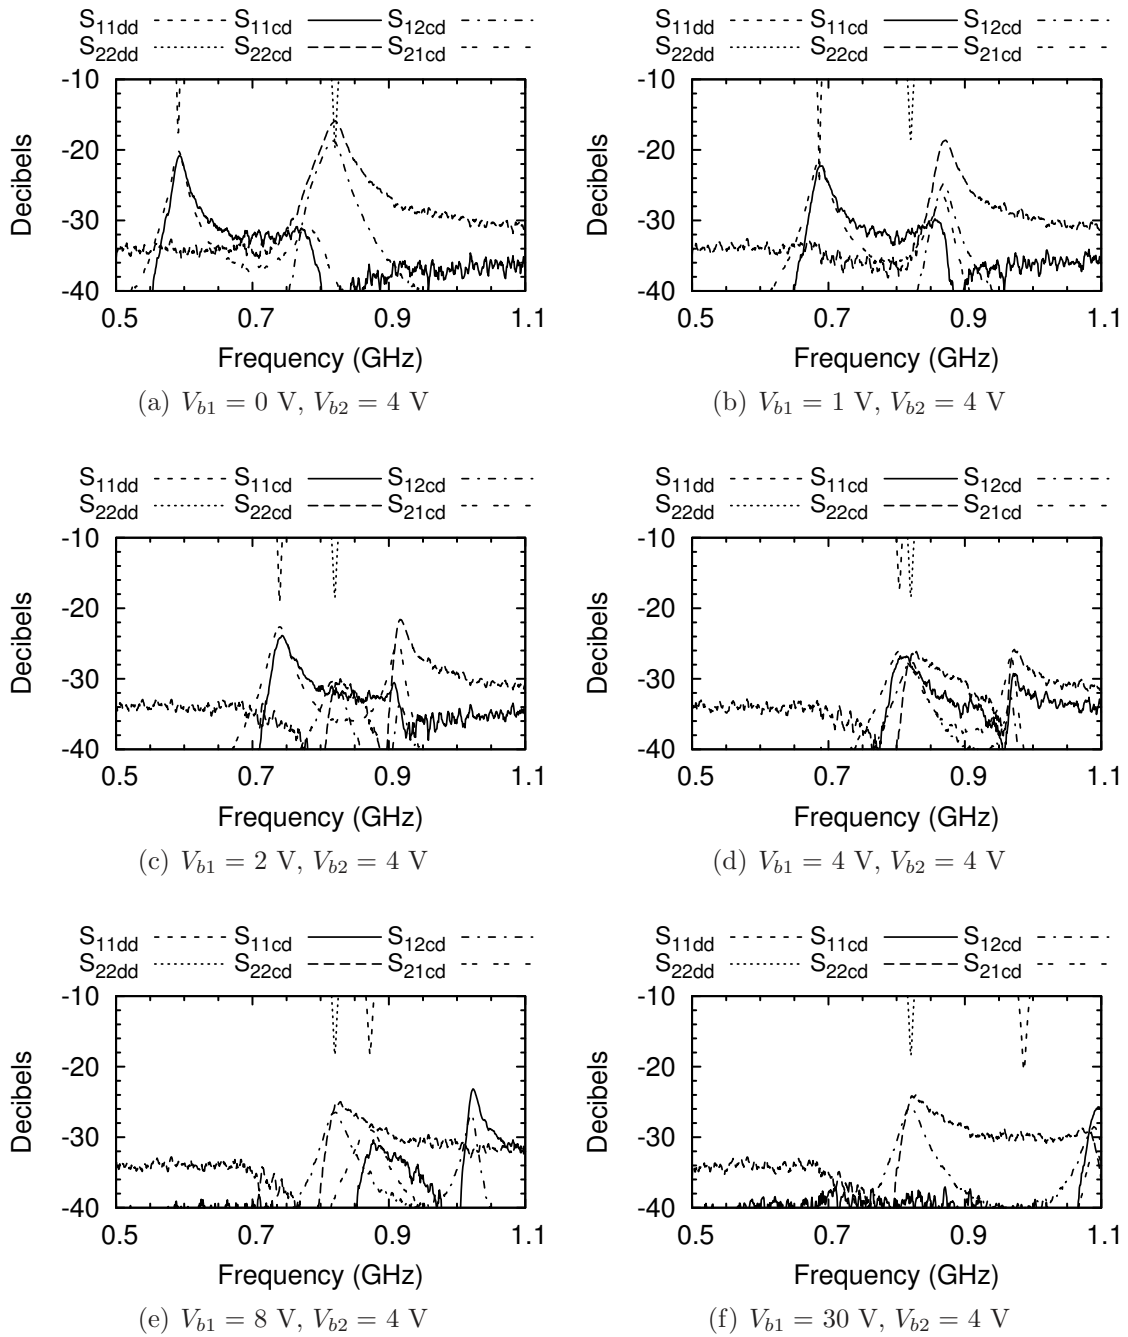 S11dd S11cd S12cd
S22dd S22cd S21cd
-10
-20
-30
-40
Decibels
0.5 0.7 0.9 1.1
Frequency (GHz)
(a) Vb1 = 0 V, Vb2 = 4 V
S11dd S11cd S12cd
S22dd S22cd S21cd
-10
-20
-30
-40
Decibels
0.5 0.7 0.9 1.1
Frequency (GHz)
(b) Vb1 = 1 V, Vb2 = 4 V
S11dd S11cd S12cd
S22dd S22cd S21cd
-10
-20
-30
-40
Decibels
0.5 0.7 0.9 1.1
Frequency (GHz)
(c) Vb1 = 2 V, Vb2 = 4 V
S11dd S11cd S12cd
S22dd S22cd S21cd
-10
-20
-30
-40
Decibels
0.5 0.7 0.9 1.1
Frequency (GHz)
(d) Vb1 = 4 V, Vb2 = 4 V
S11dd S11cd S12cd
S22dd S22cd S21cd
-10
-20
-30
-40
Decibels
0.5 0.7 0.9 1.1
Frequency (GHz)
(e) Vb1 = 8 V, Vb2 = 4 V
S11dd S11cd S12cd
S22dd S22cd S21cd
-10
-20
-30
-40
Decibels
0.5 0.7 0.9 1.1
Frequency (GHz)
(f) Vb1 = 30 V, Vb2 = 4 V